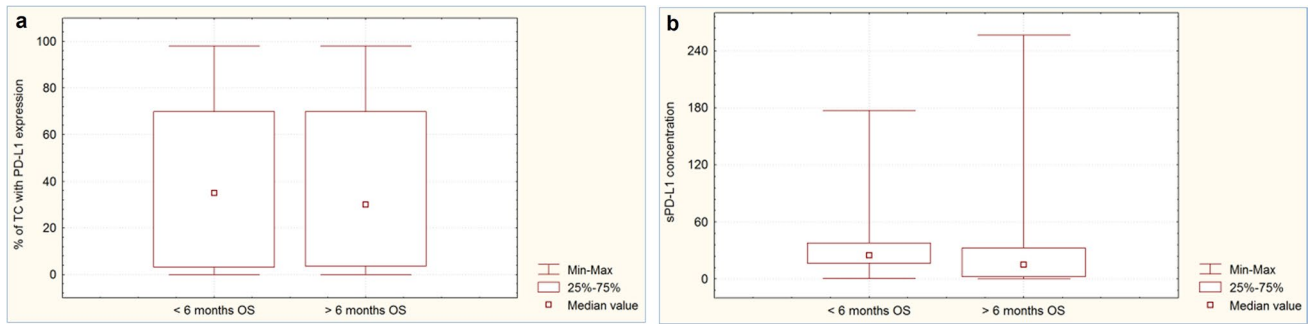 a
% of TC with PD-L1 expression
100
80
60
40
20
0
< 6 months OS
> 6 months OS
Min-Max
25%-75%
Median value
b
sPD-L1 concentration
240
180
120
60
0
< 6 months OS
> 6 months OS
Min-Max
25%-75%
Median value